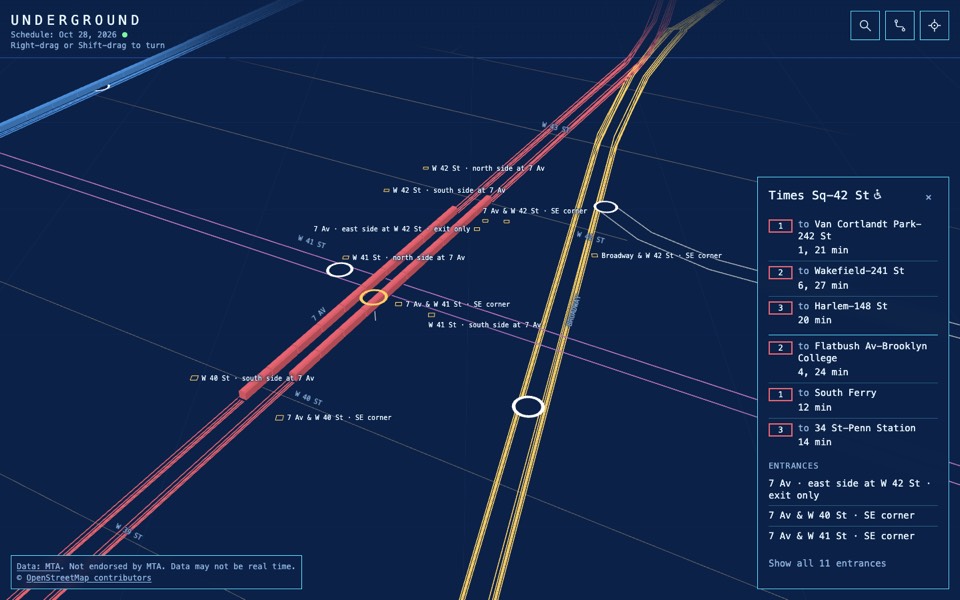 UNDERGROUND
Schedule: Oct 28, 2026
Right-drag or Shift-drag to turn
W 43 ST
W 42 St · north side at 7 Av
W 42 St · south side at 7 Av
7 Av & W 42 St · SE corner
7 Av · east side at W 42 St · exit only
W 41 ST
W 41 St · north side at 7 Av
Broadway & W 42 St · SE corner
7 Av & W 41 St · SE corner
7 AV
BROADWAY
W 41 St · south side at 7 Av
W 40 St · south side at 7 Av
W 40 ST
7 Av & W 40 St · SE corner
Times Sq-42 St
×
1 to Van Cortlandt Park-
242 St
1, 21 min
2 to Wakefield-241 St
6, 27 min
3 to Harlem-148 St
20 min
2 to Flatbush Av-Brooklyn
College
4, 24 min
1 to South Ferry
12 min
3 to 34 St-Penn Station
14 min
ENTRANCES
7 Av · east side at W 42 St ·
exit only
7 Av & W 40 St · SE corner
7 Av & W 41 St · SE corner
Show all 11 entrances
Data: MTA. Not endorsed by MTA. Data may not be real time.
© OpenStreetMap contributors